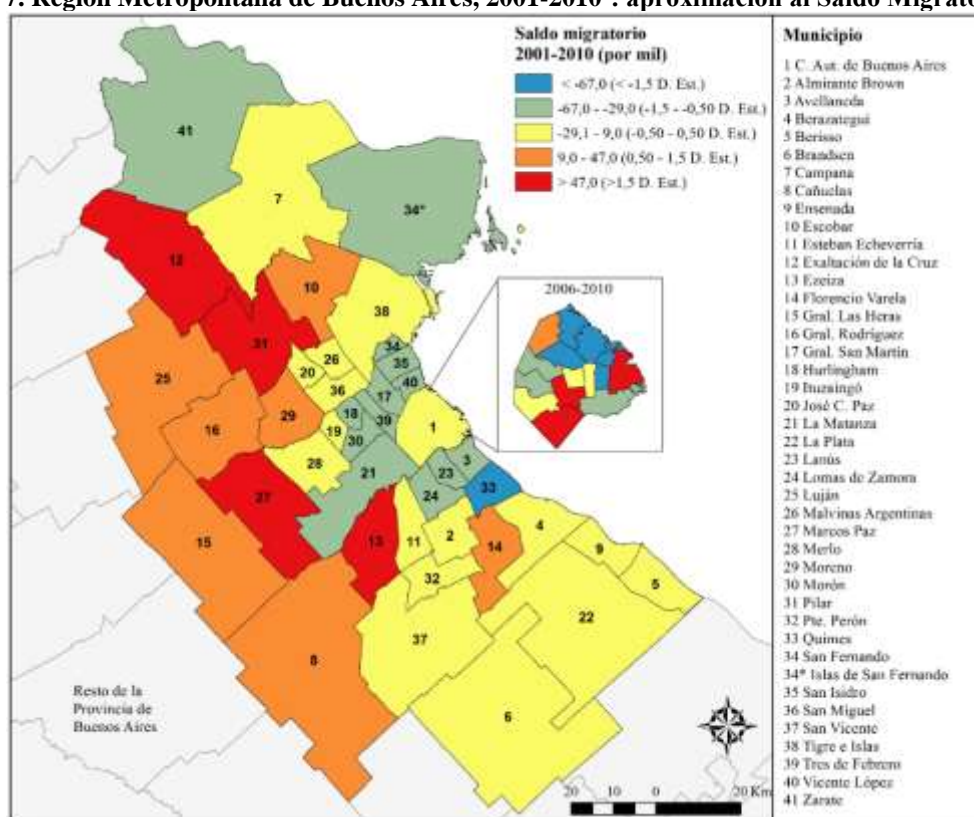 7. Región Metropolitana de Buenos Aires, 2001-2010 . aproximación al Saldo Migrato
Saldo migratorio
2001-2010 (por mil)
< -67,0 (< -1,5 D. Est.)
-67,0 - -29,0 (-1,5 - -0,50 D. Est.)
-29,1 - 9,0 (-0,50 - 0,50 D. Est.)
9,0 - 47,0 (0,50 - 1,5 D. Est.)
> 47,0 (>1,5 D. Est.)
Municipio
1 C. Aut. de Buenos Aires
2 Almirante Brown
3 Avellaneda
4 Berazategui
5 Berisso
6 Brandsen
7 Campana
8 Cañuelas
9 Ensenada
10 Escobar
11 Esteban Echeverría
12 Exaltación de la Cruz
13 Ezeiza
14 Florencio Varela
15 Gral. Las Heras
16 Gral. Rodríguez
17 Gral. San Martín
18 Hurlingham
19 Ituzaingó
20 José C. Paz
21 La Matanza
22 La Plata
23 Lanús
24 Lomas de Zamora
25 Luján
26 Malvinas Argentinas
27 Marcos Paz
28 Merlo
29 Moreno
30 Morón
31 Pilar
32 Pte. Perón
33 Quilmes
34 San Fernando
34* Islas de San Fernando
35 San Isidro
36 San Miguel
37 San Vicente
38 Tigre e Islas
39 Tres de Febrero
40 Vicente López
41 Zarate
41
7
34*
12
10
38
31
34
26
35
20
40
25
36
17
29
18
39
16
19
1
30
28
3
21
23
33
27
24
13
11
2
4
14
15
9
32
5
22
37
8
6
2006-2010
Resto de la
Provincia de
Buenos Aires
20 10 0 20 Km